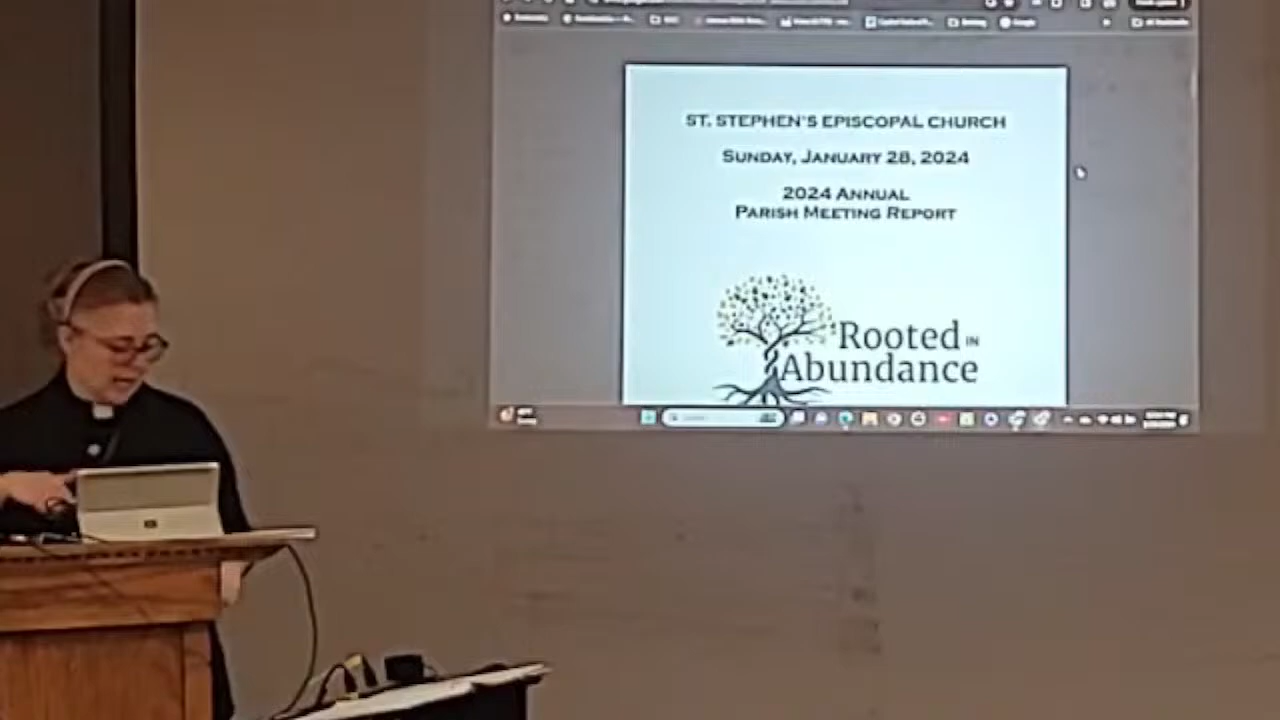 ST. STEPHEN'S EPISCOPAL CHURCH
SUNDAY, JANUARY 28, 2024
2024 ANNUAL
PARISH MEETING REPORT
Rooted IN
Abundance